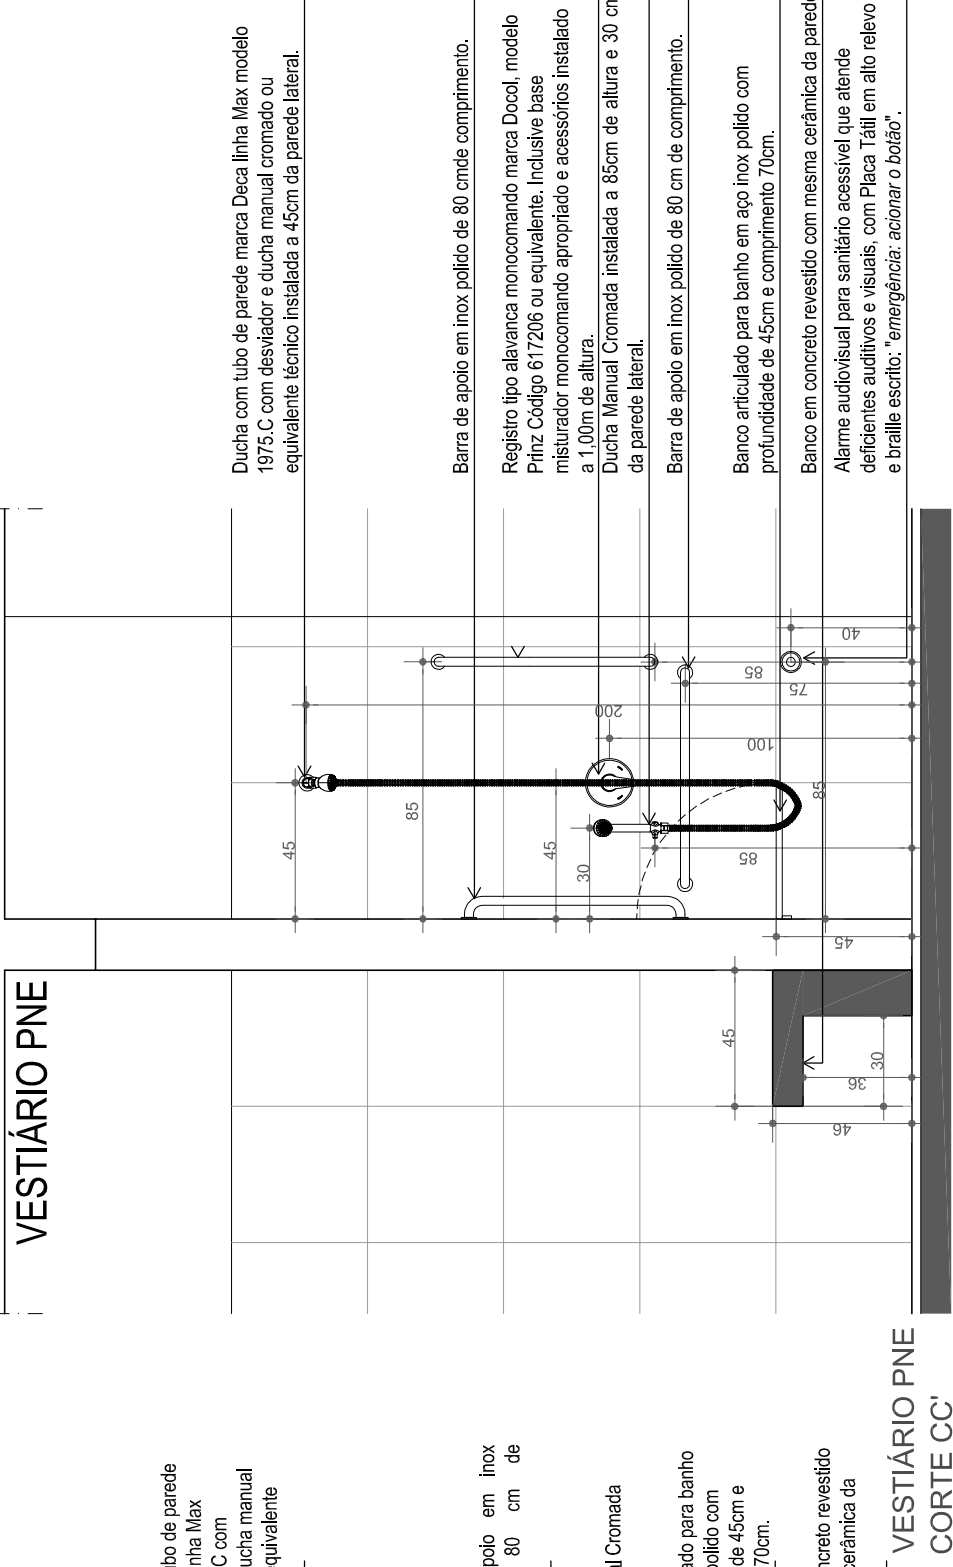 Ducha com tubo de parede marca Deca linha Max modelo
1975.C com desviador e ducha manual cromado ou
equivalente técnico instalada a 45cm da parede lateral.
Barra de apoio em inox polido de 80 cmde comprimento.
Registro tipo alavanca monocomando marca Docol, modelo
Prinz Código 617206 ou equivalente. Inclusive base
misturador monocomando apropriado e acessórios instalado
a 1,00m de altura.
Ducha Manual Cromada instalada a 85cm de altura e 30 cm
da parede lateral.
Barra de apoio em inox polido de 80 cm de comprimento.
Banco articulado para banho em aço inox polido com
profundidade de 45cm e comprimento 70cm.
Banco em concreto revestido com mesma cerâmica da parede
Alarme audiovisual para sanitário acessível que atende
deficientes auditivos e visuais, com Placa Tátil em alto relevo
e braille escrito: "emergência: acionar o botão".
VESTIÁRIO PNE
45
85
45
30
200
100
85
75
40
85
85
45
45
36
30
46
de parede
Max
C com
manual
em inox
80 cm de
Cromada
para banho
com
de 45cm e
70cm.
revestido
cerâmica da
VESTIÁRIO PNE
CORTE CC'